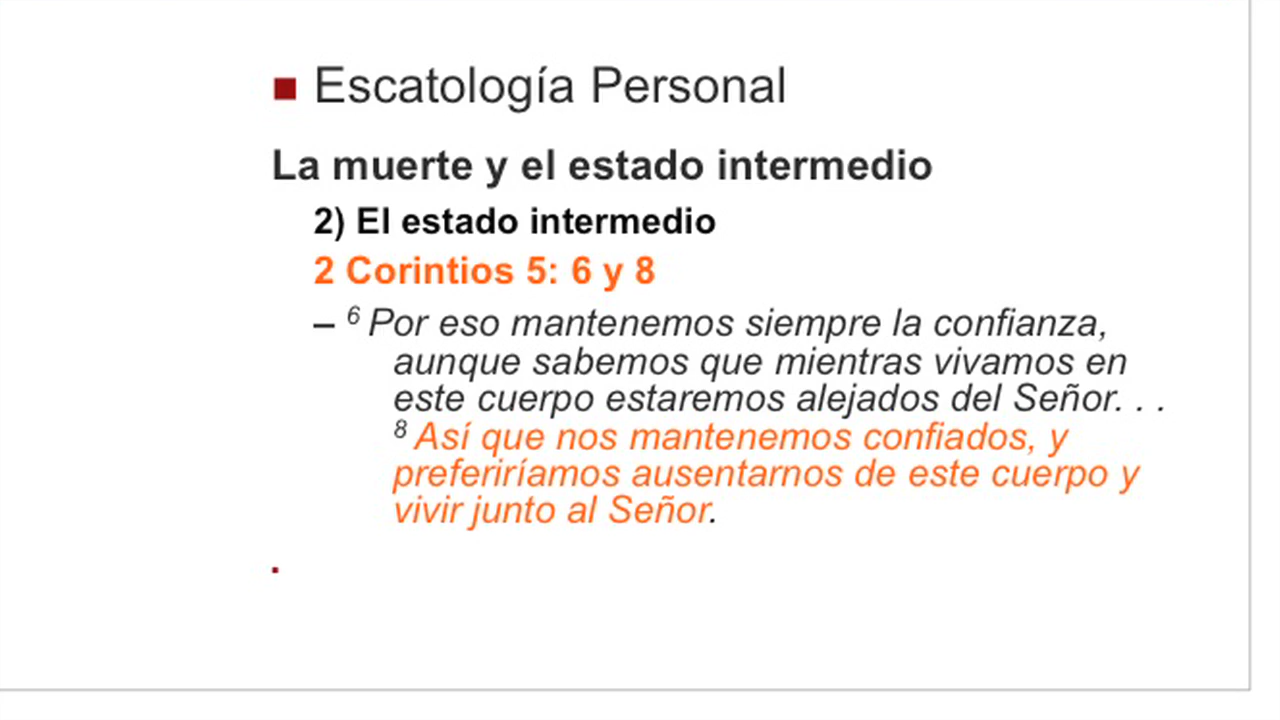 Escatología Personal
La muerte y el estado intermedio
2) El estado intermedio
2 Corintios 5: 6 y 8
– 6 Por eso mantenemos siempre la confianza,
aunque sabemos que mientras vivamos en
este cuerpo estaremos alejados del Señor. . .
8 Así que nos mantenemos confiados, y
preferiríamos ausentarnos de este cuerpo y
vivir junto al Señor.